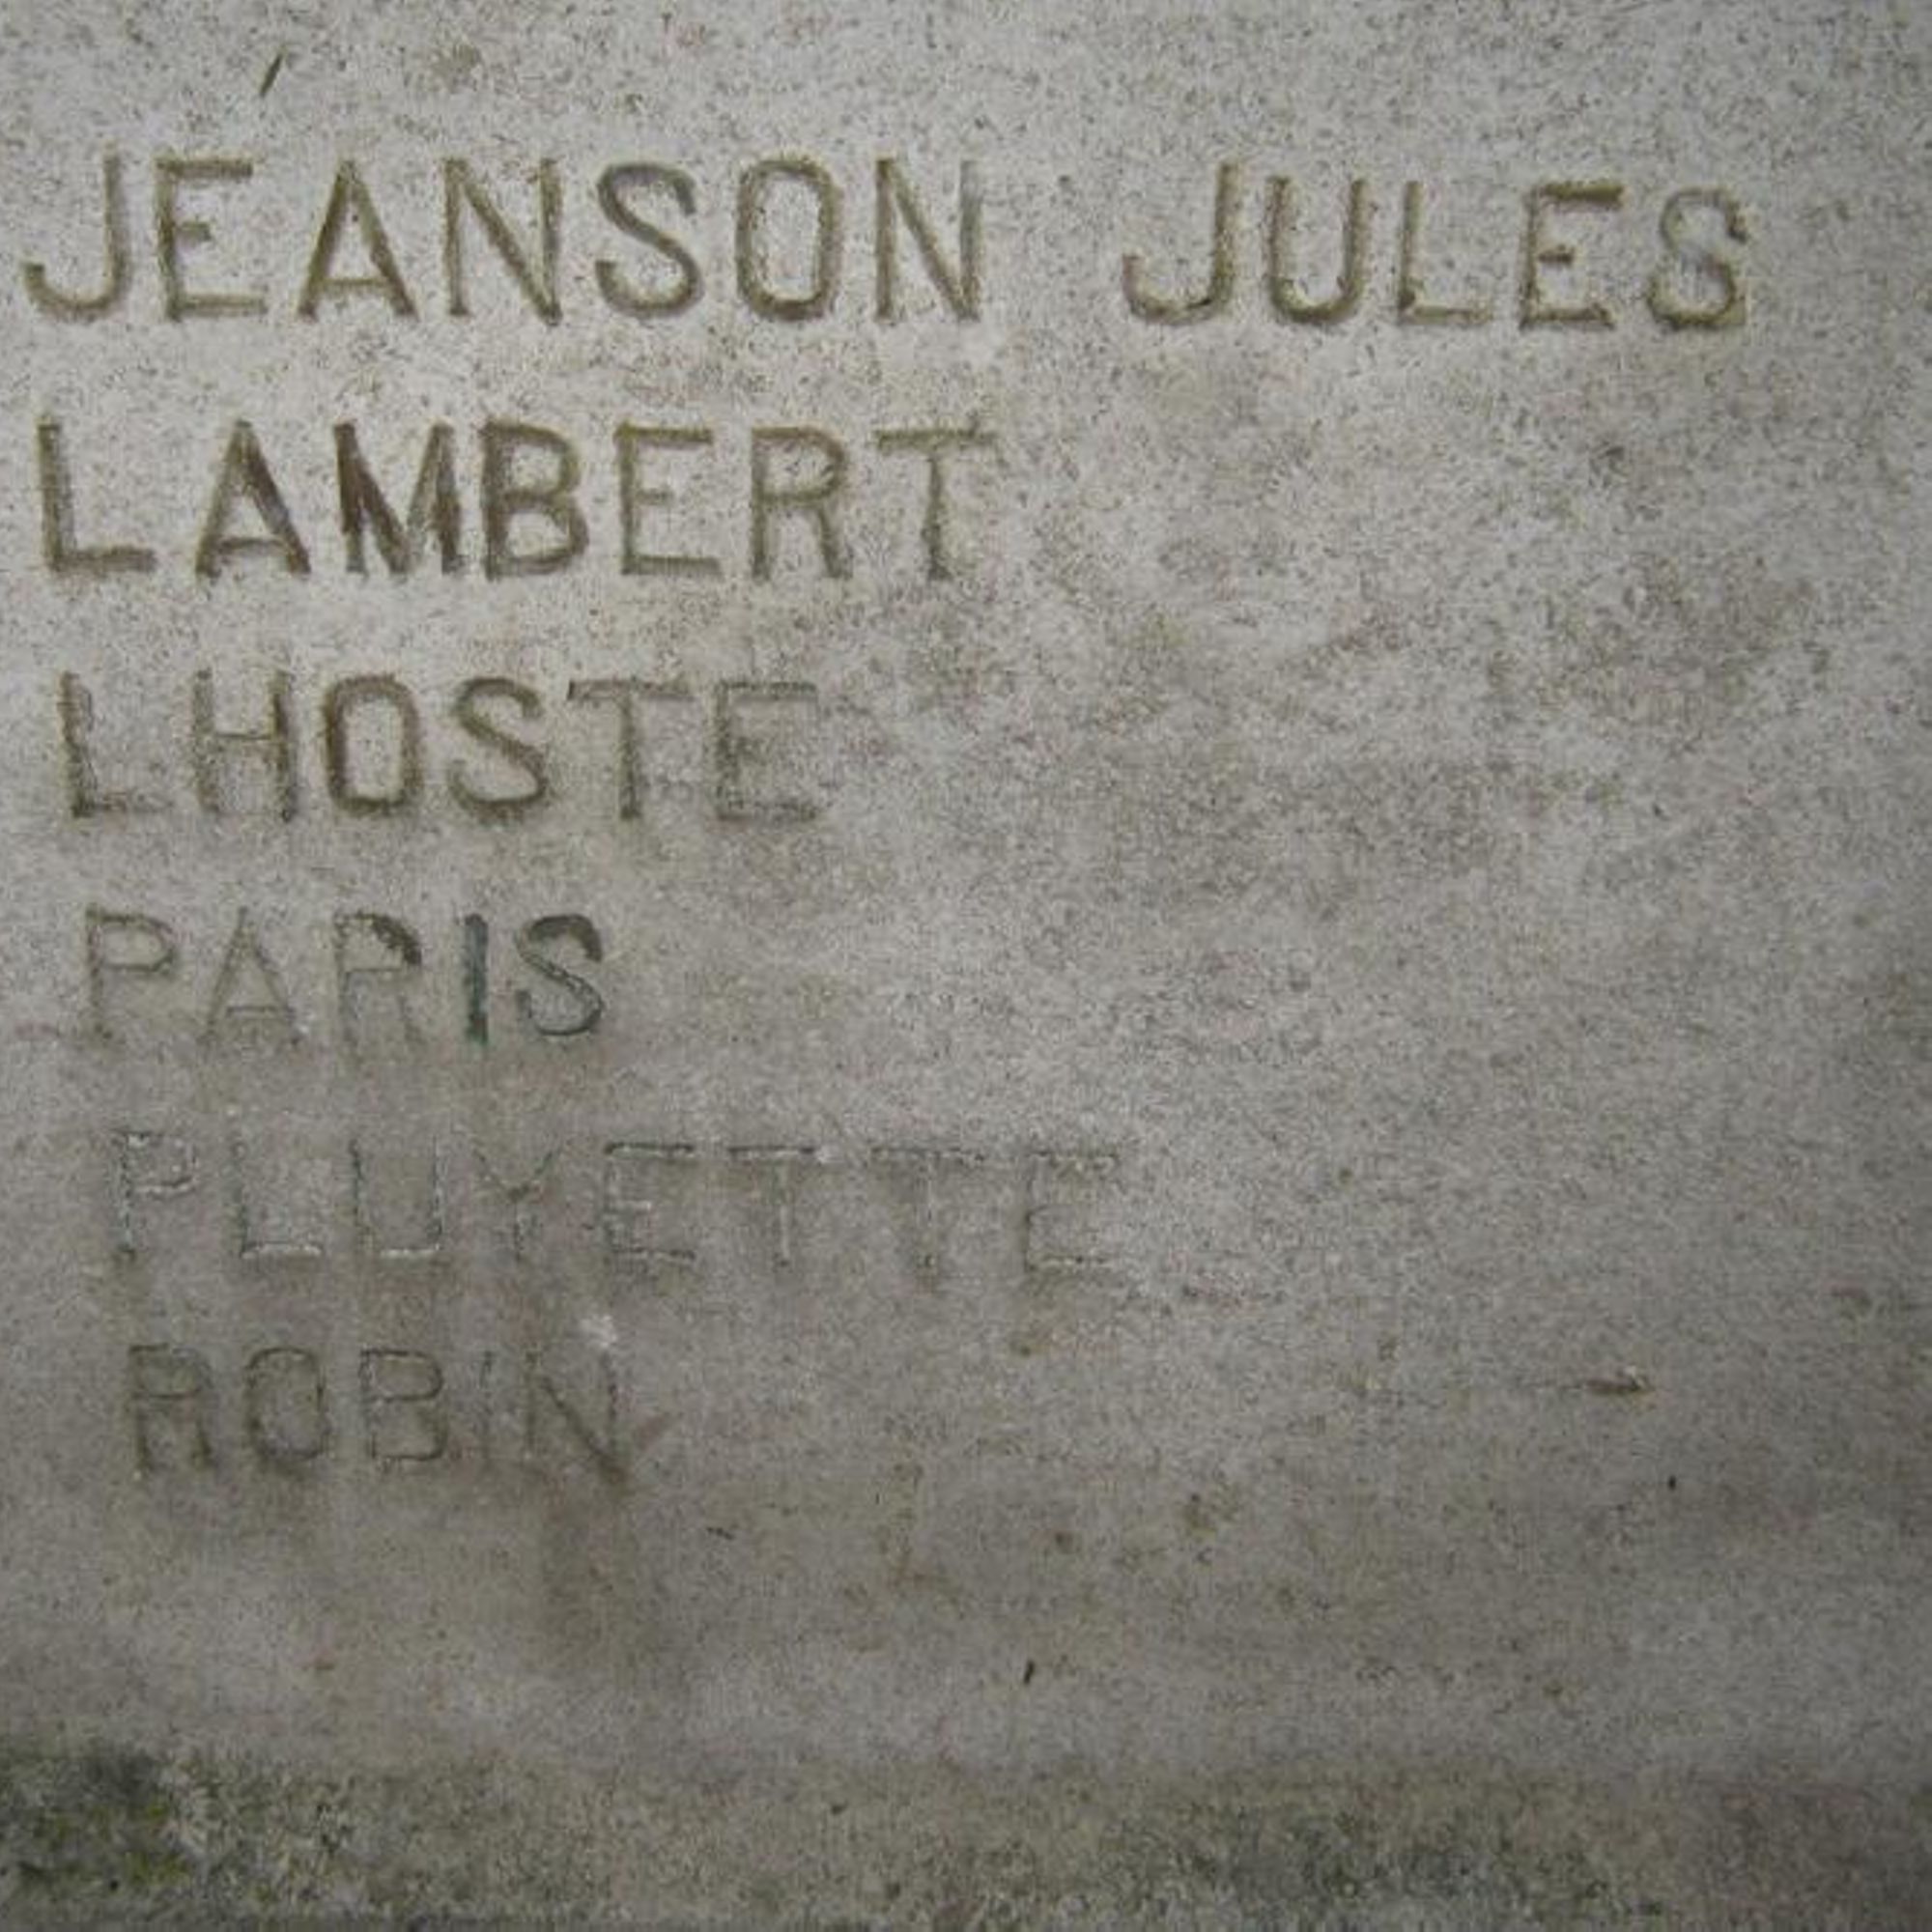 JEANSON JULES
LAMBERT
LHOSTE
PARIS
PLUYETTE
ROBIN